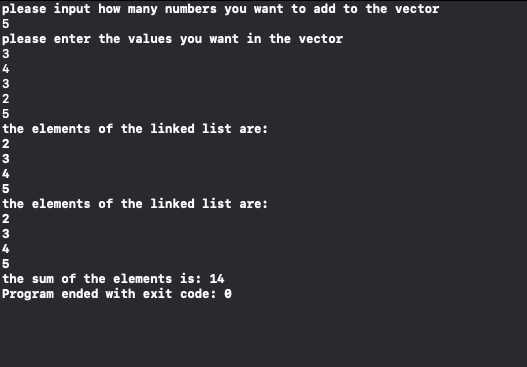 please input how many numbers you want to add to the vector
5
please enter the values you want in the vector
3
4
3
2
5
the elements of the linked list are:
2
3
4
5
the elements of the linked list are:
2
3
4
5
the sum of the elements is: 14
Program ended with exit code: 0